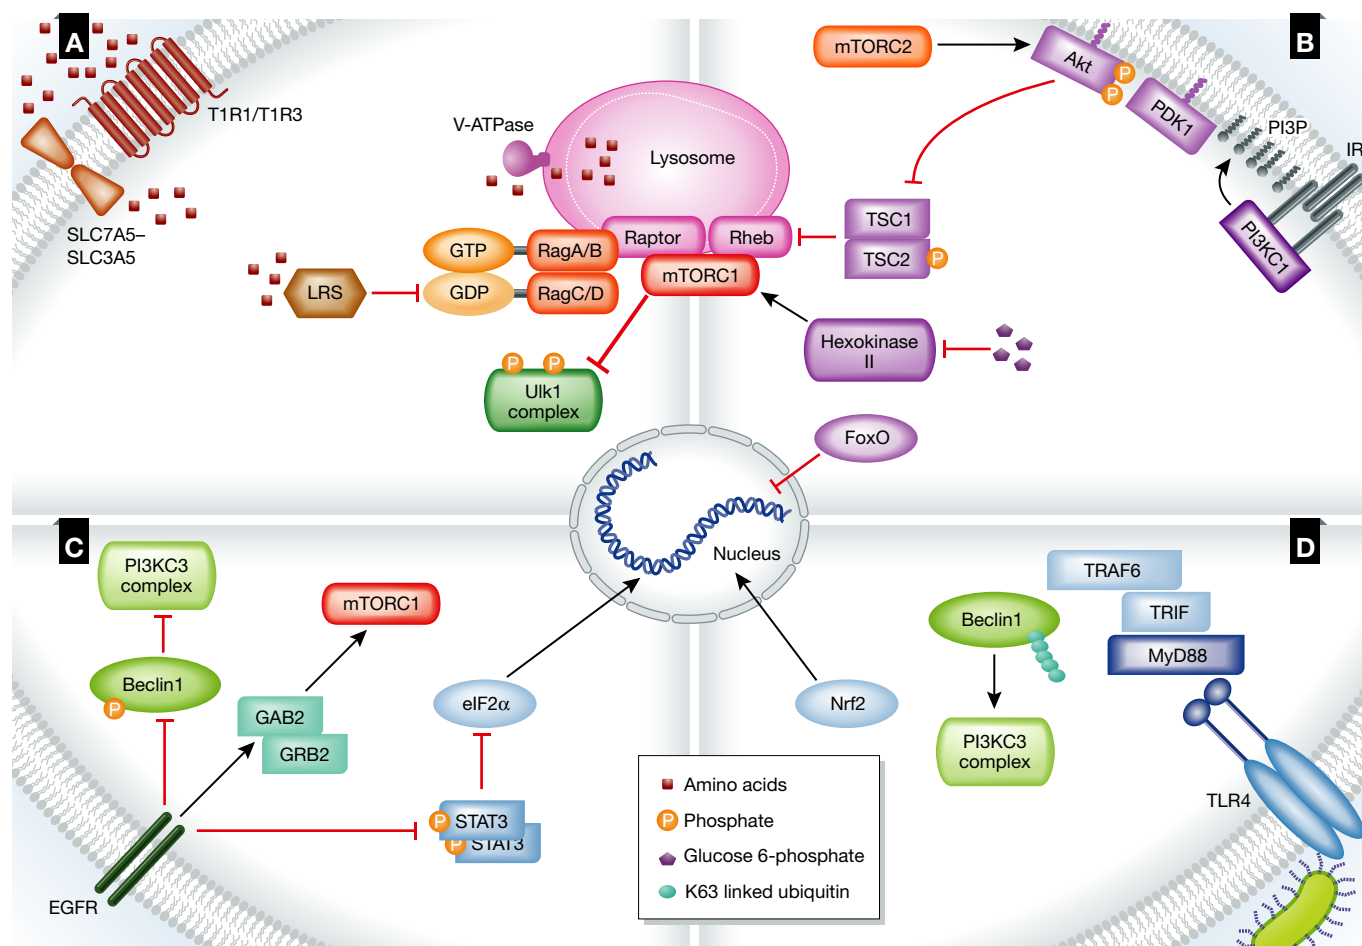 A
T1R1/T1R3
SLC7A5–
SLC3A5
V-ATPase
Lysosome
GTP
RagA/B
Raptor
Rheb
GDP
RagC/D
mTORC1
LRS
P
P
Ulk1
complex
B
mTORC2
Akt
P
P
PDK1
PI3P
IR
PI3KC1
TSC1
TSC2
P
Hexokinase
II
FoxO
Nucleus
C
PI3KC3
complex
mTORC1
Beclin1
P
GAB2
GRB2
eIF2α
P
STAT3
P
STAT3
EGFR
Nrf2
D
TRAF6
TRIF
MyD88
Beclin1
PI3KC3
complex
TLR4
Amino acids
P Phosphate
Glucose 6-phosphate
K63 linked ubiquitin